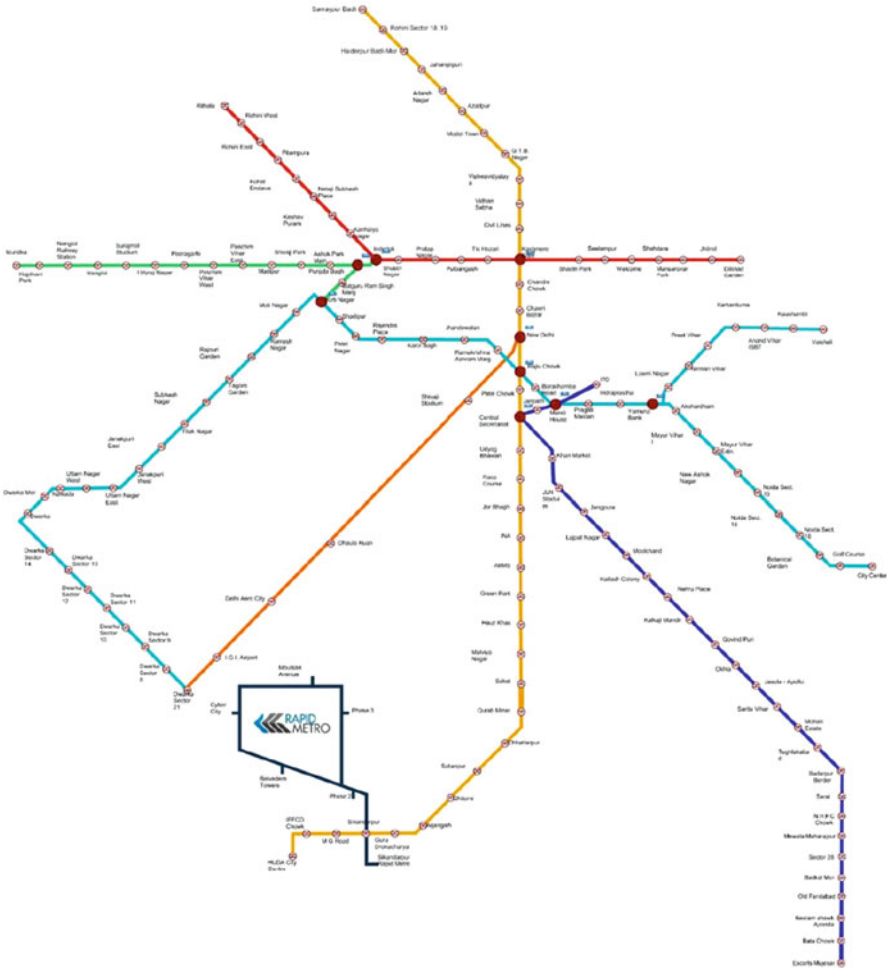 Samaypur Badli
Rohini Sector 18, 19
Haiderpur Badli Mor
Jahangirpuri
Adarsh
Nagar
Azadpur
Model Town
G.T.B.
Nagar
Vishwavidyalay
a
Vidhan
Sabha
Civil Lines
Rithala
Rohini West
Rohini East
Pitampura
Kohat
Enclave
Netaji Subhash
Place
Keshav
Puram
Kanhaiya
Nagar
Inderlok
Shastri
Nagar
Pratap
Nagar
Pulbangash
Tis Hazari
Kashmere
Shastri Park
Seelampur
Welcome
Shahdara
Mansarovar
Park
Jhilmil
Dilshad
Garden
Mundka
Rajdhani
Park
Nangloi
Railway
Station
Nangloi
Surajmal
Stadium
Udyog Nagar
Peeragarhi
Paschim
Vihar
West
Paschim
Vihar
East
Madipur
Shivaji Park
Punjabi Bagh
Ashok Park
Main
Satguru Ram Singh
Marg
Kirti Nagar
Chandni
Chowk
Chawri
Bazar
New Delhi
Rajiv Chowk
Patel Chowk
Central
Secretariat
Udyog
Bhawan
Race
Course
Jor Bhagh
INA
AIIMS
Green Park
Hauz Khas
Malviya
Nagar
Saket
Qutab Minar
Chhatarpur
Sultanpur
Ghitorni
Arjangarh
Guru
Dronacharya
Sikandarpur
M G Road
IFFCO
Chowk
HUDA City
Centre
Moti Nagar
Ramesh
Nagar
Rajouri
Garden
Tagore
Garden
Subhash
Nagar
Tilak Nagar
Janakpuri
East
Janakpuri
West
Uttam Nagar
East
Uttam Nagar
West
Nawada
Dwarka Mor
Dwarka
Dwarka
Sector
14
Dwarka
Sector 13
Dwarka
Sector
12
Dwarka
Sector 11
Dwarka
Sector
10
Dwarka
Sector 9
Dwarka
Sector
8
Dwarka
Sector
21
I.G.I. Airport
Delhi Aero City
Dhaula Kuan
Shivaji
Stadium
Shadipur
Patel
Nagar
Rajendra
Place
Karol Bagh
Jhandewalan
Ramakrishna
Ashram Marg
Barakhamba
Road
Janpath
Mandi
House
ITO
Pragati
Maidan
Indraprastha
Yamuna
Bank
Laxmi Nagar
Nirman Vihar
Preet Vihar
Karkarduma
Anand Vihar
ISBT
Kaushambi
Vaishali
Akshardham
Mayur Vihar
I
Mayur Vihar
Extn.
New Ashok
Nagar
Noida Sect.
15
Noida Sect.
16
Noida Sect.
18
Botanical
Garden
Golf Course
City Center
Khan Market
JLN
Stadiu
m
Jangpura
Lajpat Nagar
Moolchand
Kailash Colony
Nehru Place
Kalkaji Mandir
Govind Puri
Okhla
Jasola - Apollo
Sarita Vihar
Mohan
Estate
Tughlakaba
d
Badarpur
Border
Sarai
N.H.P.C.
Chowk
Mewala Maharajpur
Sector 28
Badkal Mor
Old Faridabad
Neelam chowk
Ajronda
Bata Chowk
Escorts Mujesar
Moulsari
Avenue
Cyber
City
Phase 3
RAPID
METRO
Belvedere
Towers
Phase 2
Sikandarpur
Rapid Metro